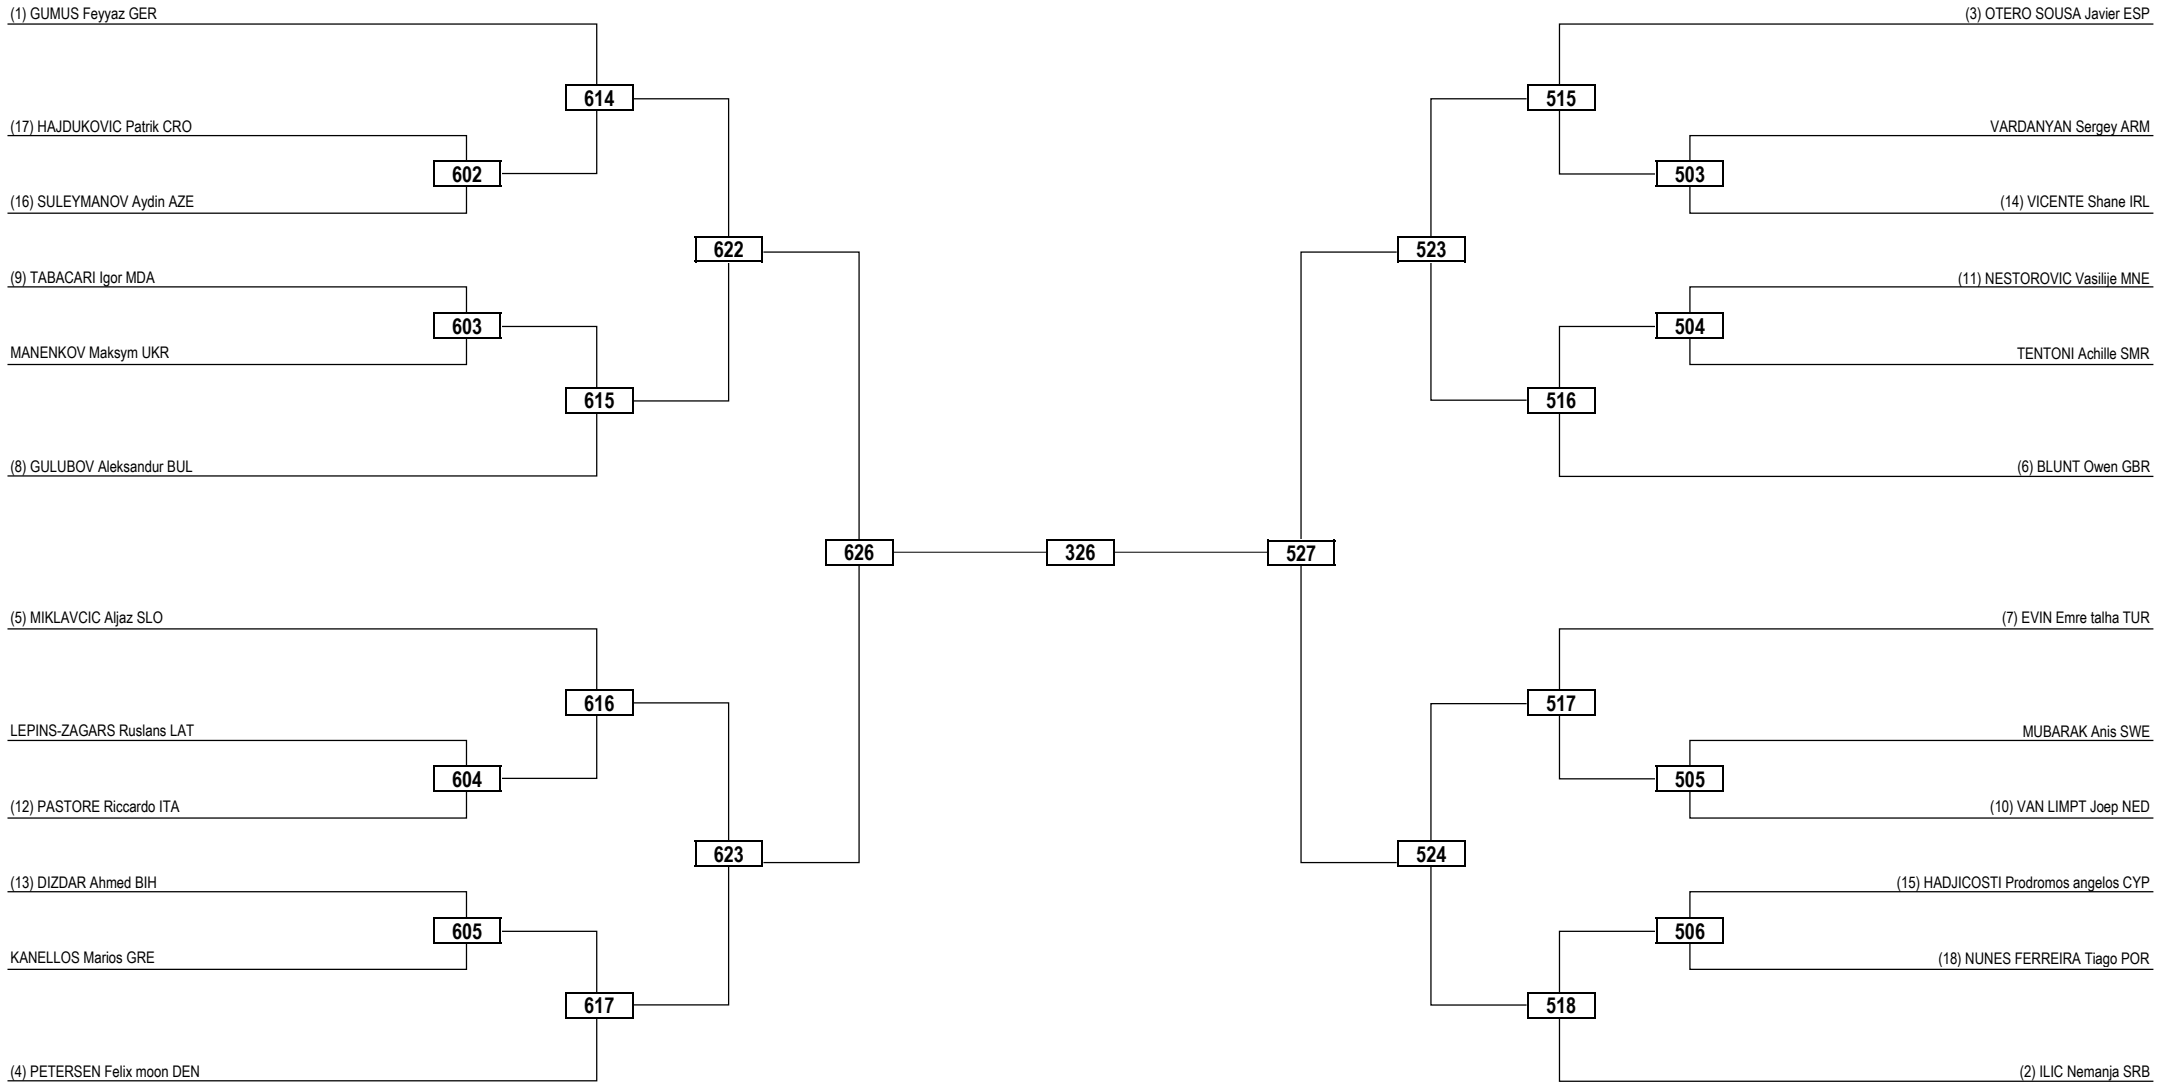 (1) GUMUS Feyyaz GER
(3) OTERO SOUSA Javier ESP
614
515
(17) HAJDUKOVIC Patrik CRO
VARDANYAN Sergey ARM
602
503
(16) SULEYMANOV Aydin AZE
(14) VICENTE Shane IRL
622
523
(9) TABACARI Igor MDA
(11) NESTOROVIC Vasilije MNE
603
504
MANENKOV Maksym UKR
TENTONI Achille SMR
615
516
(8) GULUBOV Aleksandur BUL
(6) BLUNT Owen GBR
626
326
527
(5) MIKLAVCIC Aljaz SLO
(7) EVIN Emre talha TUR
616
517
LEPINS-ZAGARS Ruslans LAT
MUBARAK Anis SWE
604
505
(12) PASTORE Riccardo ITA
(10) VAN LIMPT Joep NED
623
524
(13) DIZDAR Ahmed BIH
(15) HADJICOSTI Prodromos angelos CYP
605
506
KANELLOS Marios GRE
(18) NUNES FERREIRA Tiago POR
617
518
(4) PETERSEN Felix moon DEN
(2) ILIC Nemanja SRB